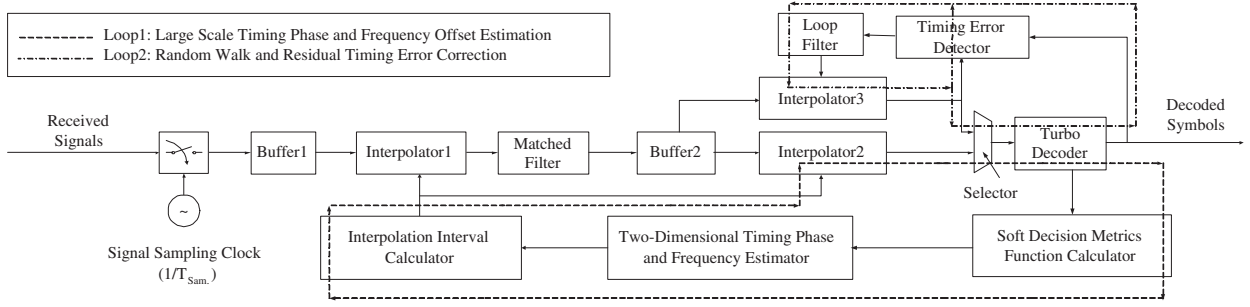 Loop1: Large Scale Timing Phase and Frequency Offset Estimation
Loop2: Random Walk and Residual Timing Error Correction
Loop
Filter
Timing Error
Detector
Interpolator3
Received
Signals
Decoded
Symbols
Buffer1
Interpolator1
Matched
Filter
Buffer2
Interpolator2
Turbo
Decoder
Selector
~
Signal Sampling Clock
(1/T_Sam.)
Interpolation Interval
Calculator
Two-Dimensional Timing Phase
and Frequency Estimator
Soft Decision Metrics
Function Calculator